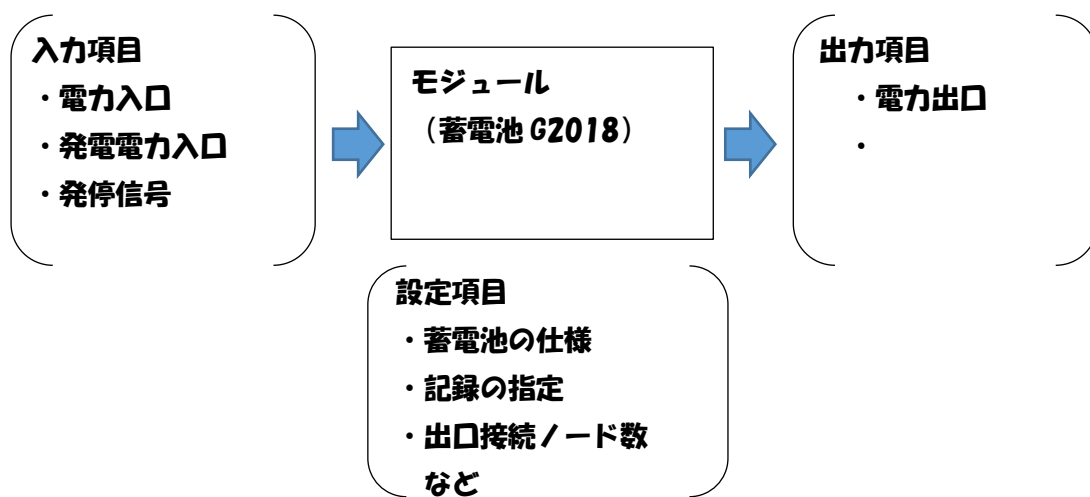 入力項目
・電力入口
・発電電力入口
・発停信号
モジュール
（蓄電池 G2018）
出力項目
・電力出口
・
設定項目
・蓄電池の仕様
・記録の指定
・出口接続ノード数
など